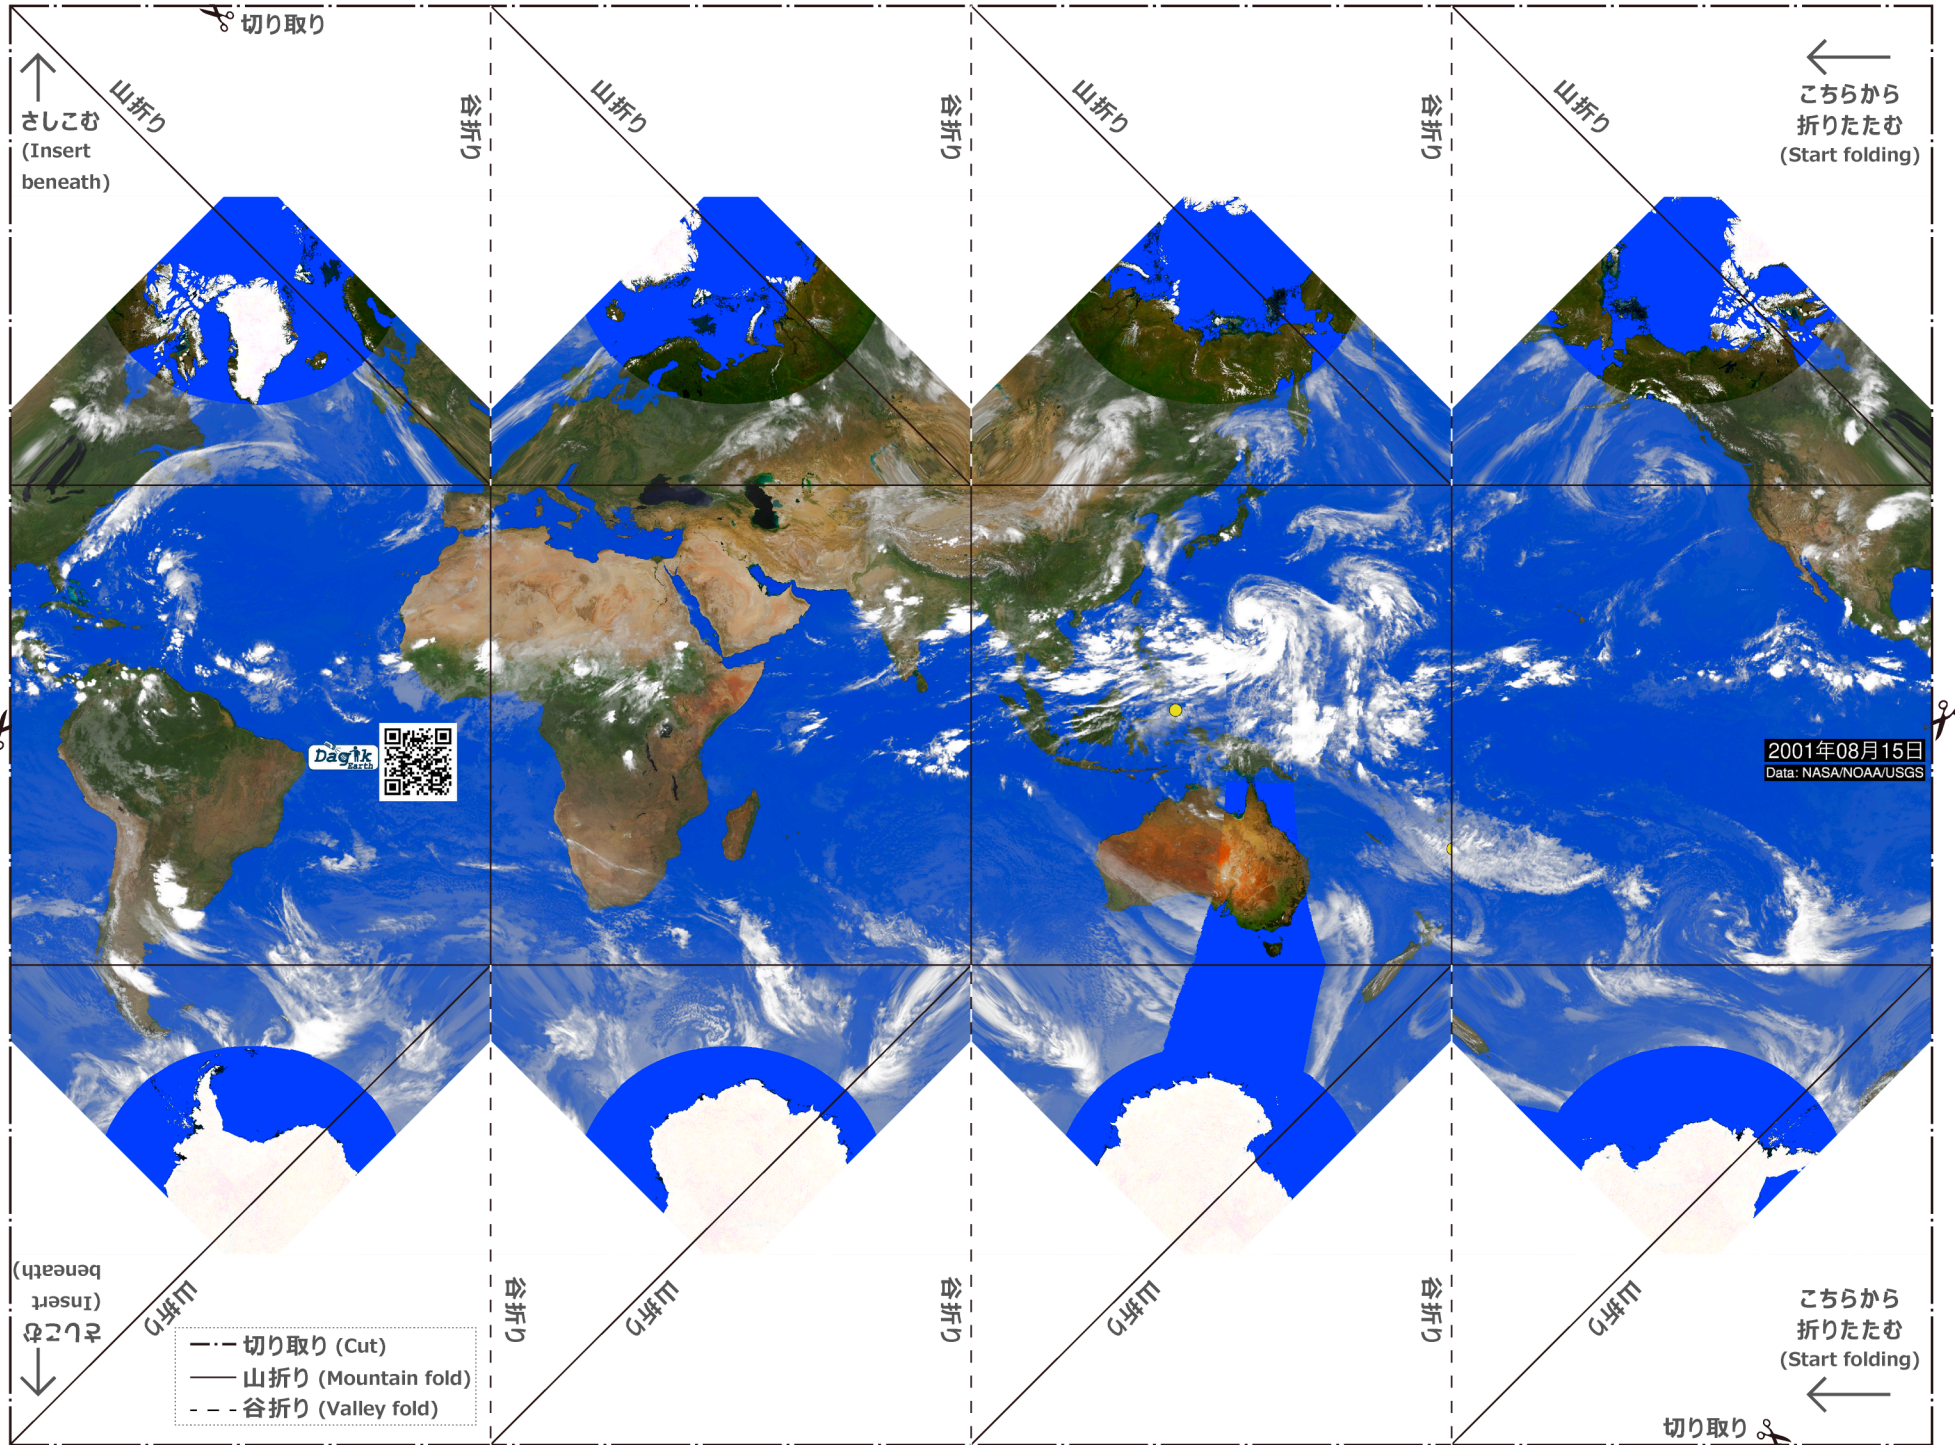 切り取り
さしこむ
(Insert
beneath)
山折り
谷折り
山折り
谷折り
山折り
谷折り
山折り
こちらから
折りたたむ
(Start folding)
Dagik
Earth
2001年08月15日
Data: NASA/NOAA/USGS
さしこむ
(Insert
beneath)
山折り
谷折り
山折り
谷折り
山折り
谷折り
山折り
こちらから
折りたたむ
(Start folding)
切り取り (Cut)
山折り (Mountain fold)
谷折り (Valley fold)
切り取り